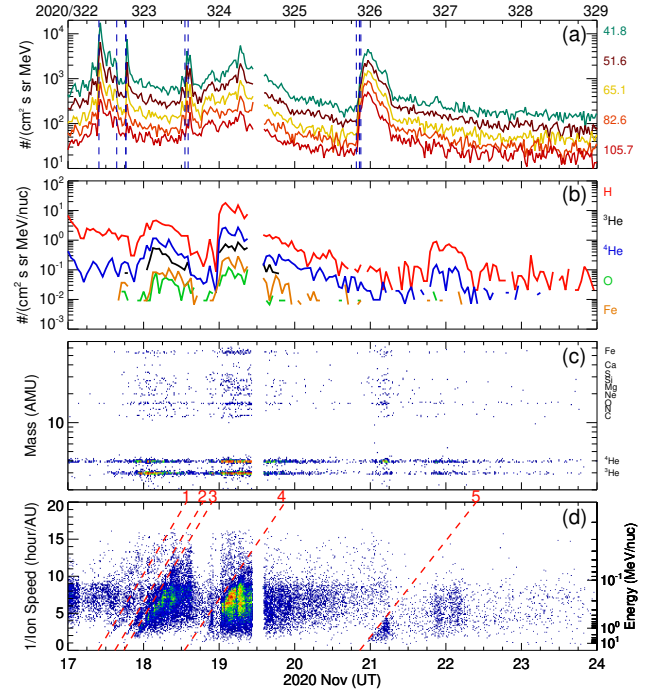 2020/322 323 324 325 326 327 328 329
(a)
#/(cm² s sr MeV)
10⁴
10³
10²
10¹
41.8
51.6
65.1
82.6
105.7
(b)
#/(cm² s sr MeV/nuc)
10²
10¹
10⁰
10⁻¹
10⁻²
10⁻³
H
³He
⁴He
O
Fe
(c)
Mass (AMU)
10
Fe
Ca
S
Si
Mg
Ne
O
N
C
⁴He
³He
1 2 3 4 5
(d)
1/Ion Speed (hour/AU)
20
15
10
5
0
Energy (MeV/nuc)
10⁻¹
10⁰
10¹
17 18 19 20 21 22 23 24
2020 Nov (UT)